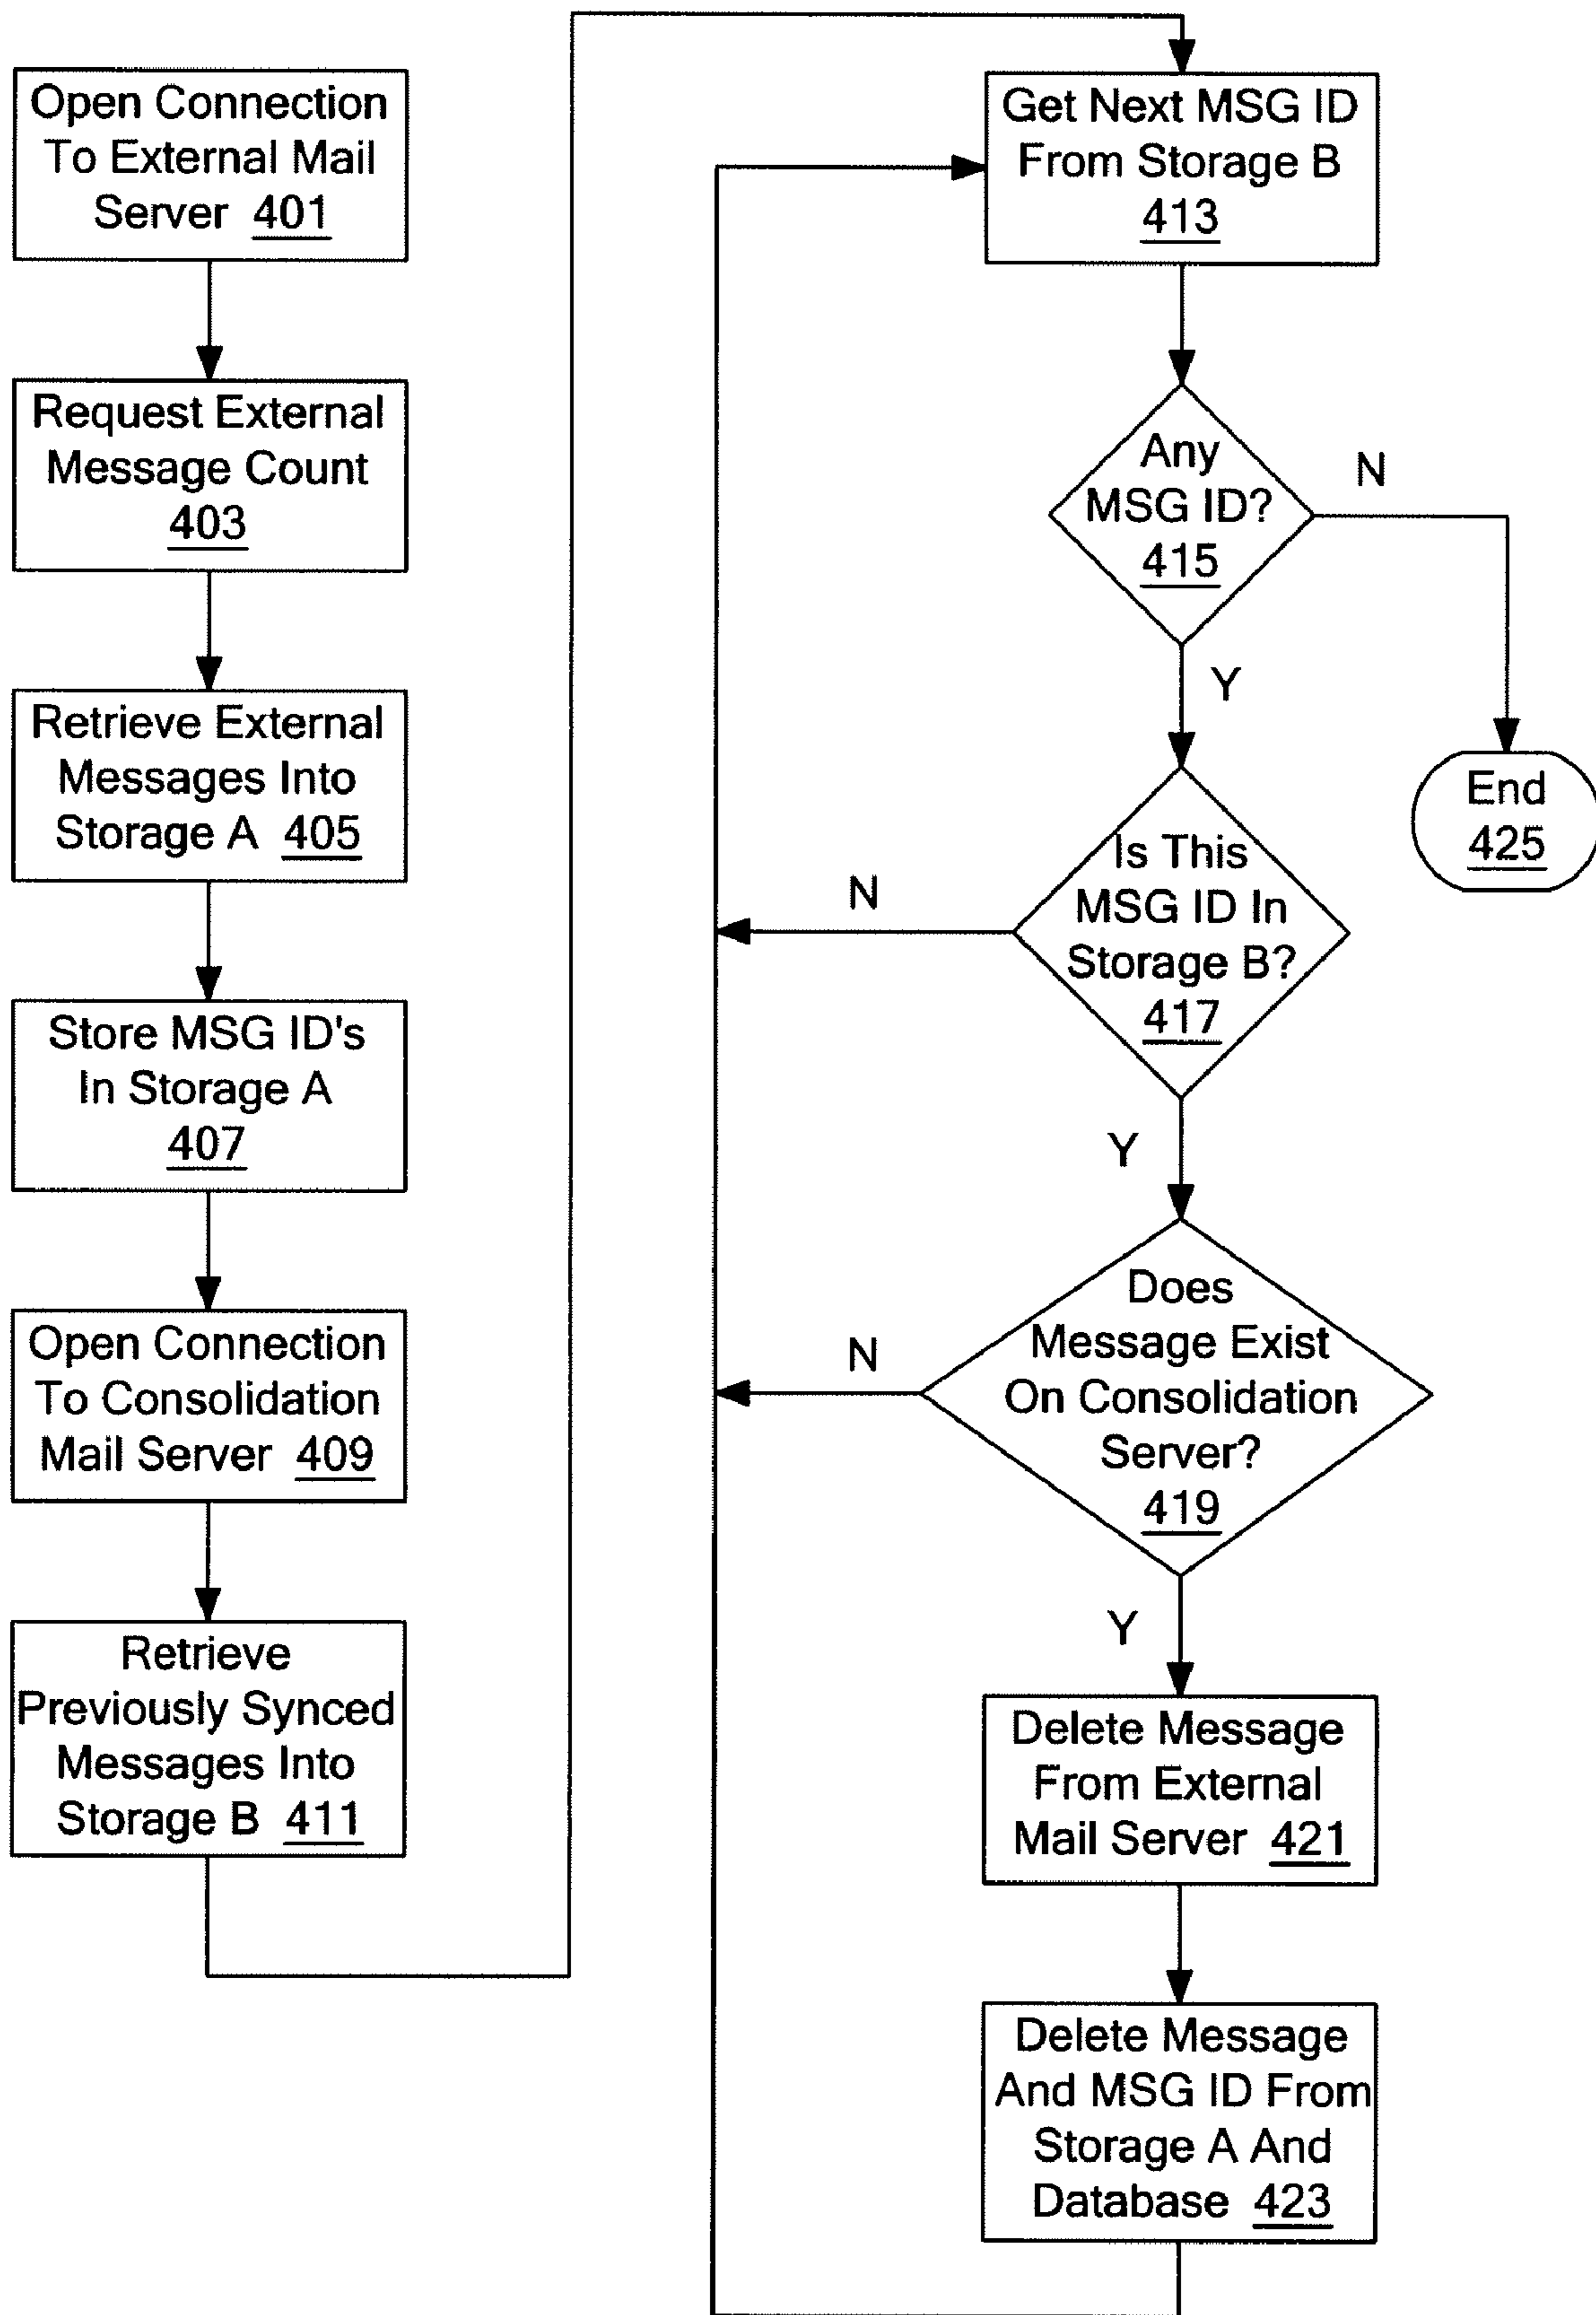 Open Connection
To External Mail
Server 401
Request External
Message Count
403
Retrieve External
Messages Into
Storage A 405
Store MSG ID's
In Storage A
407
Open Connection
To Consolidation
Mail Server 409
Retrieve
Previously Synced
Messages Into
Storage B 411
Get Next MSG ID
From Storage B
413
Any
MSG ID?
415
N
Y
End
425
Is This
MSG ID In
Storage B?
417
N
Y
Does
Message Exist
On Consolidation
Server?
419
N
Y
Delete Message
From External
Mail Server 421
Delete Message
And MSG ID From
Storage A And
Database 423